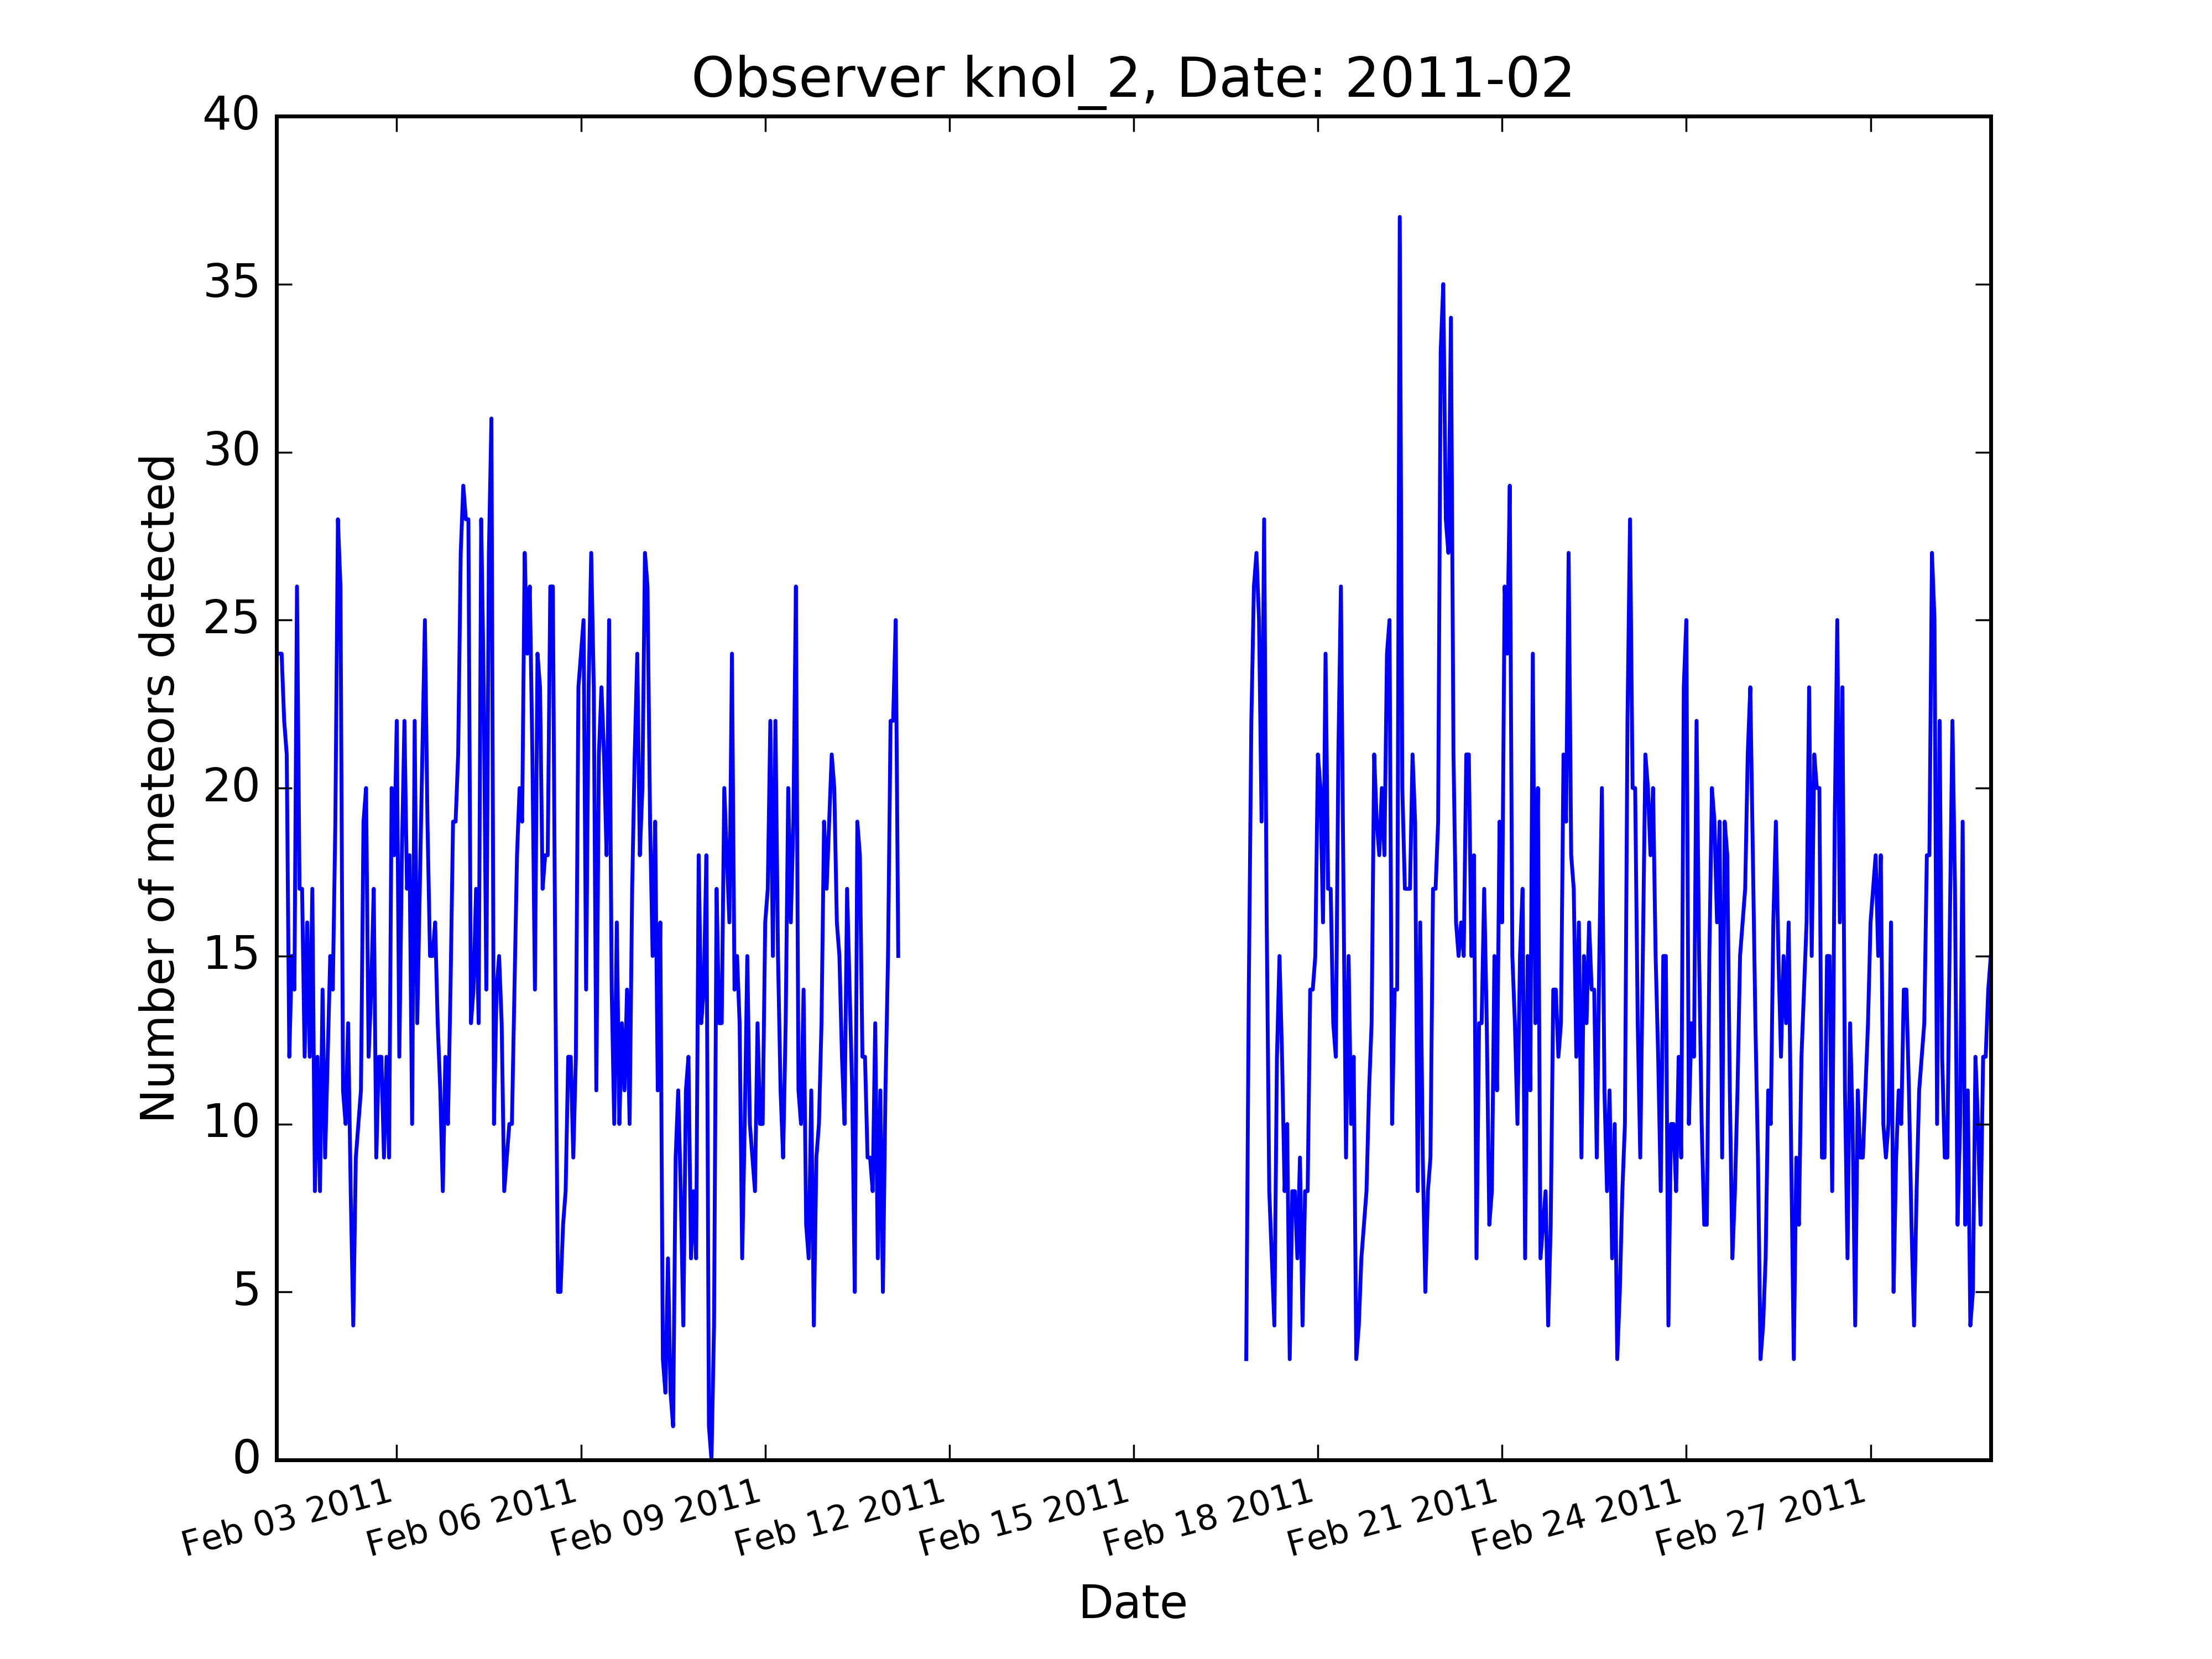 Observer knol_2, Date: 2011-02
40
35
30
25
20
15
10
5
0
Number of meteors detected
Feb 03 2011
Feb 06 2011
Feb 09 2011
Feb 12 2011
Feb 15 2011
Feb 18 2011
Feb 21 2011
Feb 24 2011
Feb 27 2011
Date